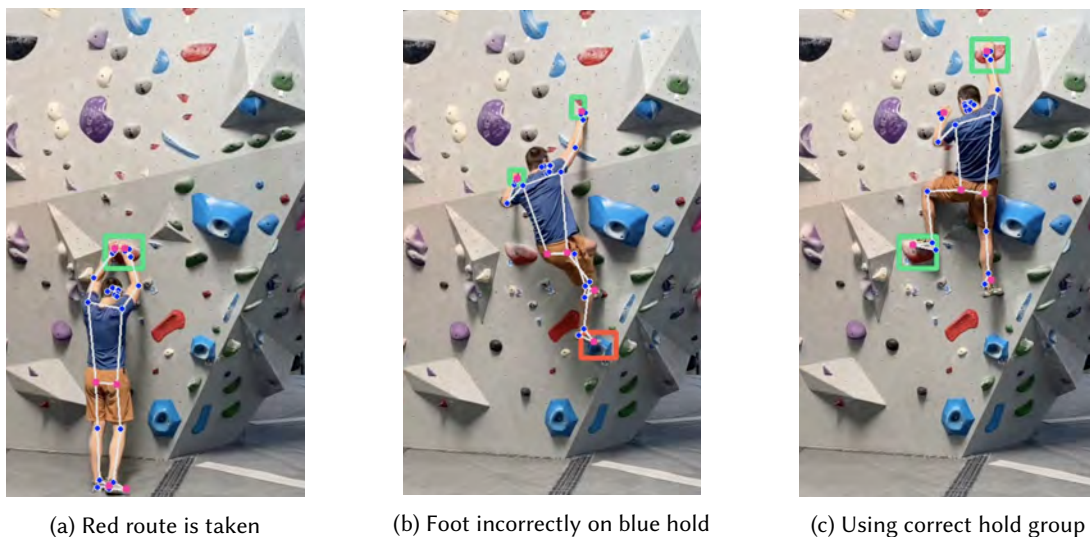 (a) Red route is taken
(b) Foot incorrectly on blue hold
(c) Using correct hold group